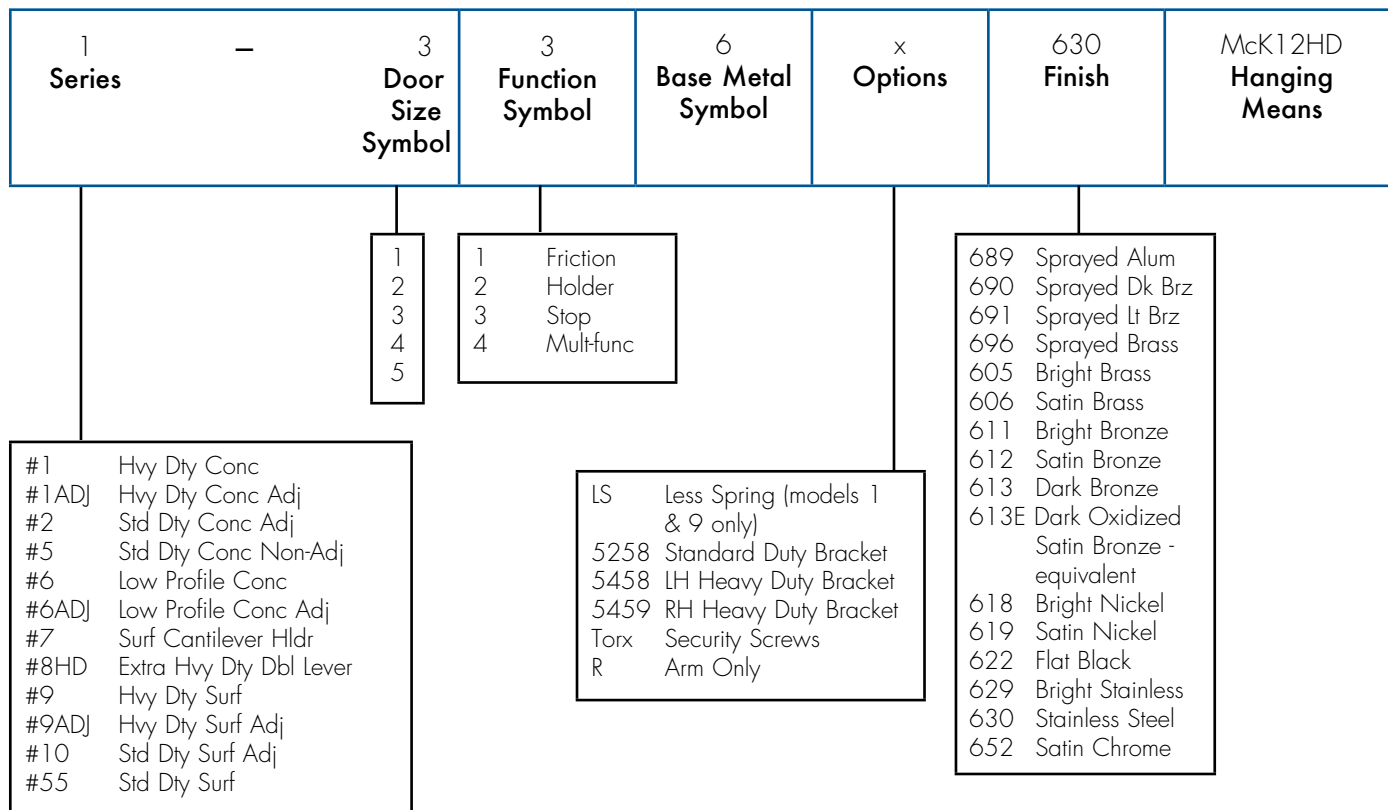 1 – 3 3 6 x 630 McK12HD
Series Door Function Base Metal Options Finish Hanging
Size Symbol Symbol Means
Symbol
1
2
3
4
5
1 Friction
2 Holder
3 Stop
4 Mult-func
689 Sprayed Alum
690 Sprayed Dk Brz
691 Sprayed Lt Brz
696 Sprayed Brass
605 Bright Brass
606 Satin Brass
611 Bright Bronze
612 Satin Bronze
613 Dark Bronze
613E Dark Oxidized
Satin Bronze -
equivalent
618 Bright Nickel
619 Satin Nickel
622 Flat Black
629 Bright Stainless
630 Stainless Steel
652 Satin Chrome
#1 Hvy Dty Conc
#1ADJ Hvy Dty Conc Adj
#2 Std Dty Conc Adj
#5 Std Dty Conc Non-Adj
#6 Low Profile Conc
#6ADJ Low Profile Conc Adj
#7 Surf Cantilever Hldr
#8HD Extra Hvy Dty Dbl Lever
#9 Hvy Dty Surf
#9ADJ Hvy Dty Surf Adj
#10 Std Dty Surf Adj
#55 Std Dty Surf
LS Less Spring (models 1
& 9 only)
5258 Standard Duty Bracket
5458 LH Heavy Duty Bracket
5459 RH Heavy Duty Bracket
Torx Security Screws
R Arm Only